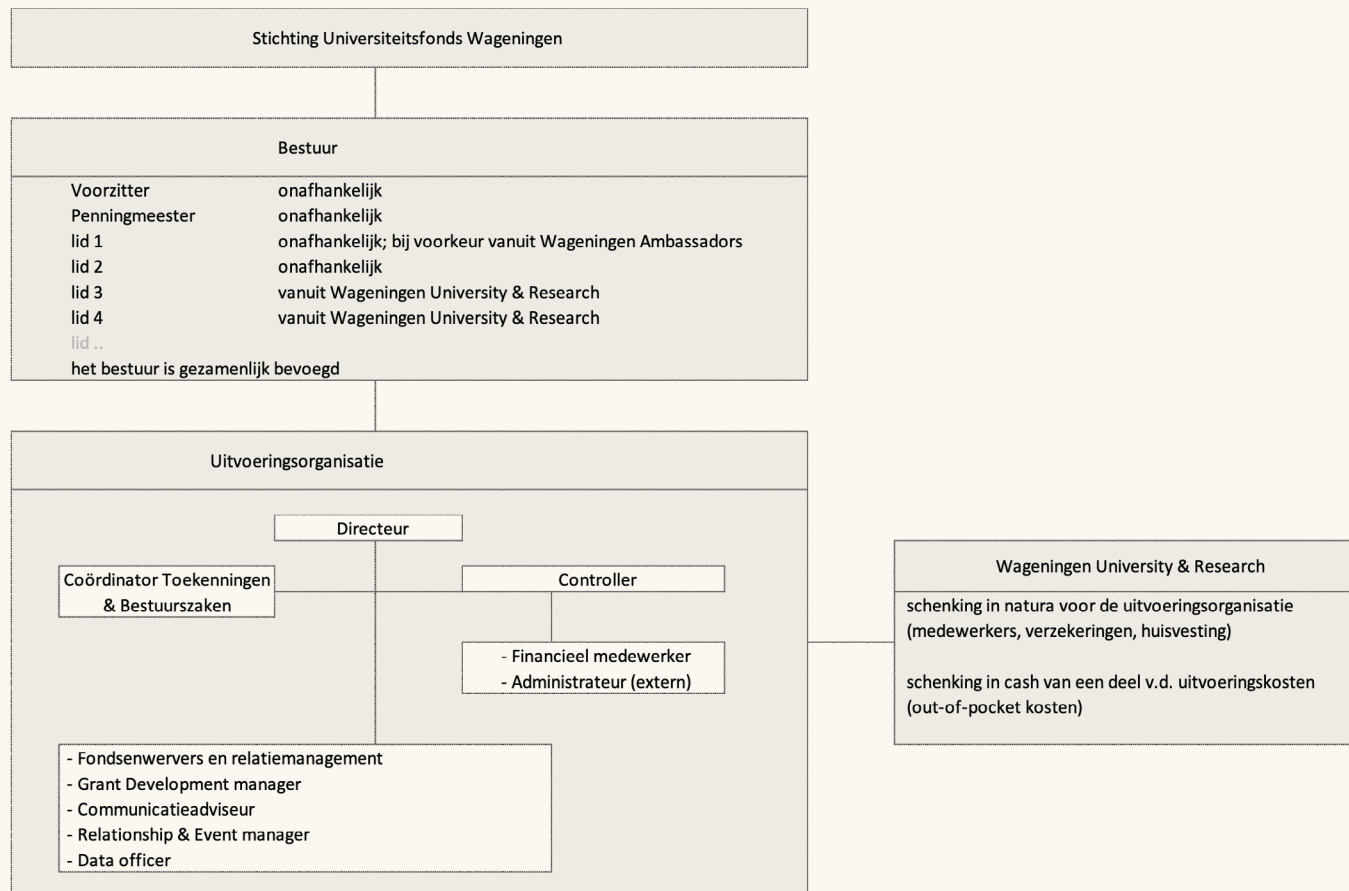 Stichting Universiteitsfonds Wageningen
Bestuur
Voorzitter onafhankelijk
Penningmeester onafhankelijk
lid 1 onafhankelijk; bij voorkeur vanuit Wageningen Ambassadors
lid 2 onafhankelijk
lid 3 vanuit Wageningen University & Research
lid 4 vanuit Wageningen University & Research
lid ..
het bestuur is gezamenlijk bevoegd
Uitvoeringsorganisatie
Directeur
Coördinator Toekenningen
& Bestuurszaken
Controller
- Financieel medewerker
- Administrateur (extern)
- Fondsenwervers en relatiemanagement
- Grant Development manager
- Communicatieadviseur
- Relationship & Event manager
- Data officer
Wageningen University & Research
schenking in natura voor de uitvoeringsorganisatie
(medewerkers, verzekeringen, huisvesting)
schenking in cash van een deel v.d. uitvoeringskosten
(out-of-pocket kosten)